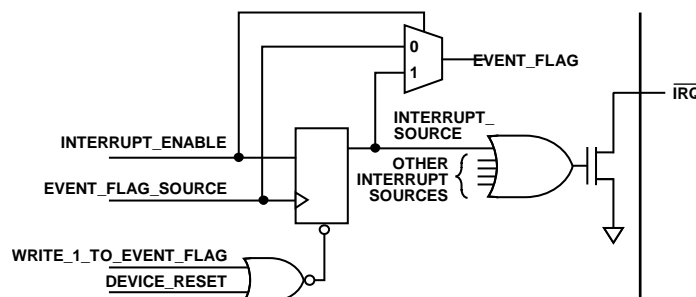 0
EVENT_FLAG
1
INTERRUPT_
SOURCE
IRQ
INTERRUPT_ENABLE
OTHER
INTERRUPT
SOURCES
EVENT_FLAG_SOURCE
WRITE_1_TO_EVENT_FLAG
DEVICE_RESET